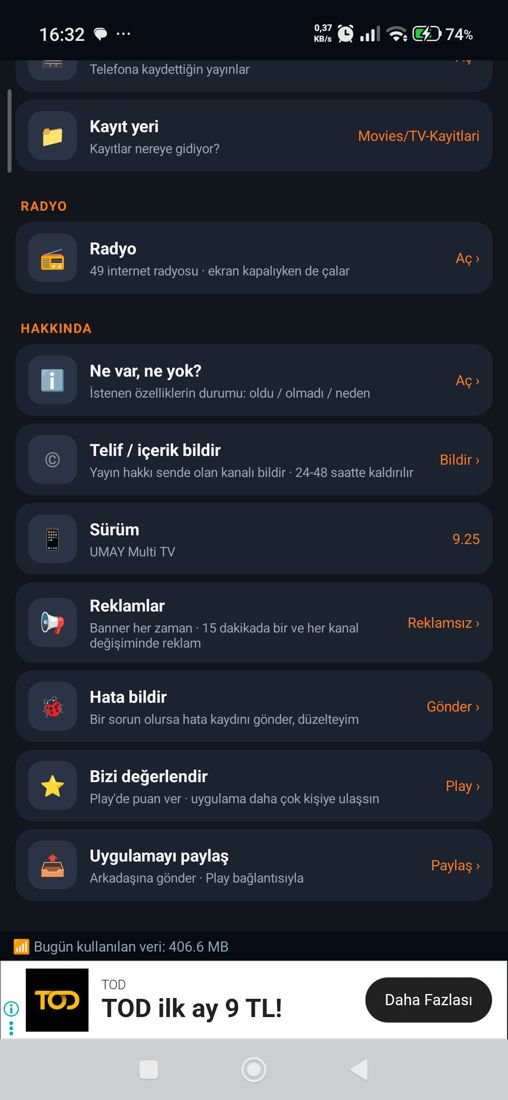 16:32
0,37
KB/s
74%
Telefona kaydettiğin yayınlar
Kayıt yeri
Kayıtlar nereye gidiyor?
Movies/TV-Kayitlari
RADYO
Radyo
49 internet radyosu · ekran kapalıyken de çalar
Aç ›
HAKKINDA
Ne var, ne yok?
İstenen özelliklerin durumu: oldu / olmadı / neden
Aç ›
©
Telif / içerik bildir
Yayın hakkı sende olan kanalı bildir · 24-48 saatte kaldırılır
Bildir ›
Sürüm
UMAY Multi TV
9.25
Reklamlar
Banner her zaman · 15 dakikada bir ve her kanal
değişiminde reklam
Reklamsız ›
Hata bildir
Bir sorun olursa hata kaydını gönder, düzelteyim
Gönder ›
Bizi değerlendir
Play'de puan ver · uygulama daha çok kişiye ulaşsın
Play ›
Uygulamayı paylaş
Arkadaşına gönder · Play bağlantısıyla
Paylaş ›
Bugün kullanılan veri: 406.6 MB
TOD
TOD
TOD ilk ay 9 TL!
Daha Fazlası